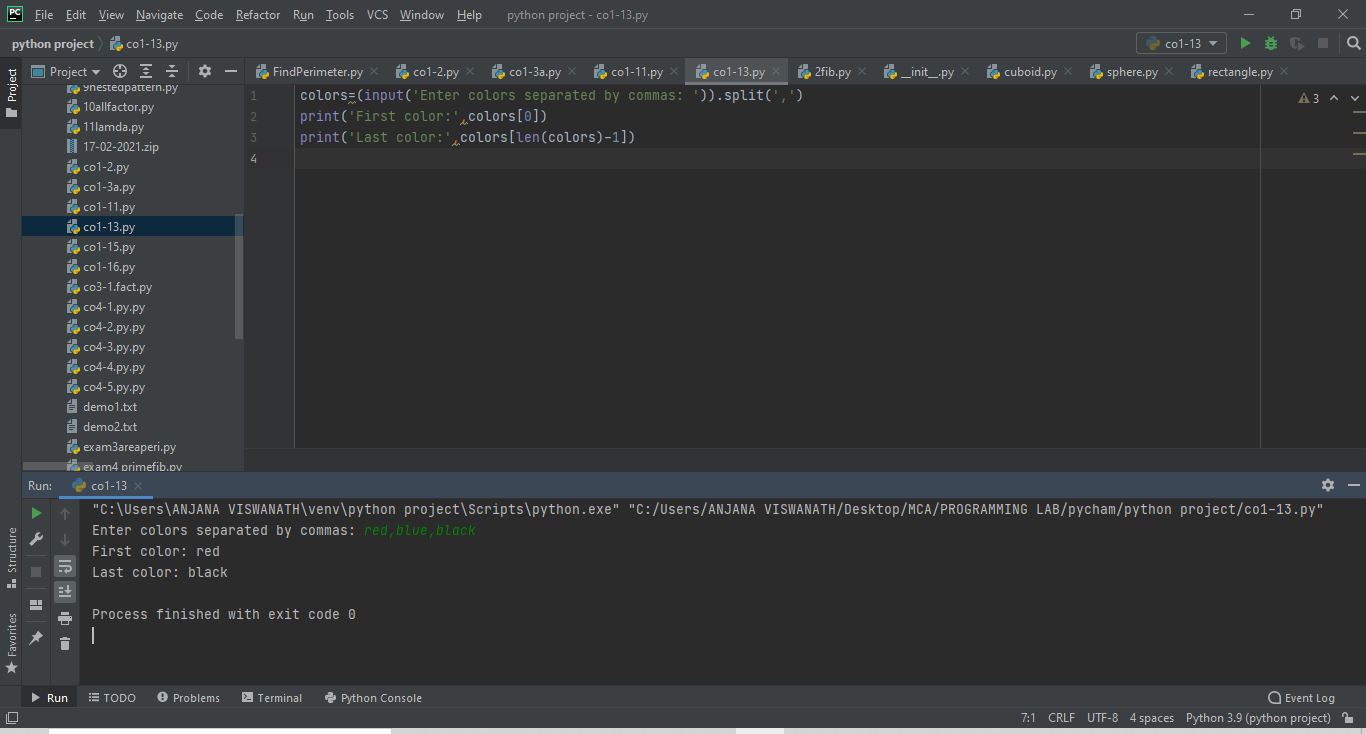 PC File Edit View Navigate Code Refactor Run Tools VCS Window Help python project - co1-13.py
python project co1-13.py co1-13
Project Project FindPerimeter.py co1-2.py co1-3a.py co1-11.py co1-13.py 2fib.py __init__.py cuboid.py sphere.py rectangle.py
9nestedpattern.py
10allfactor.py
11lamda.py
17-02-2021.zip
co1-2.py
co1-3a.py
co1-11.py
co1-13.py
co1-15.py
co1-16.py
co3-1.fact.py
co4-1.py.py
co4-2.py.py
co4-3.py.py
co4-4.py.py
co4-5.py.py
demo1.txt
demo2.txt
exam3areaperi.py
exam4 primefib.py
1 colors=(input('Enter colors separated by commas: ')).split(',')
2 print('First color:',colors[0])
3 print('Last color:',colors[len(colors)-1])
4
3
Run: co1-13
"C:\Users\ANJANA VISWANATH\venv\python project\Scripts\python.exe" "C:/Users/ANJANA VISWANATH/Desktop/MCA/PROGRAMMING LAB/pycham/python project/co1-13.py"
Enter colors separated by commas: red,blue,black
First color: red
Last color: black
Process finished with exit code 0
Structure
Favorites
Run TODO Problems Terminal Python Console Event Log
7:1 CRLF UTF-8 4 spaces Python 3.9 (python project)